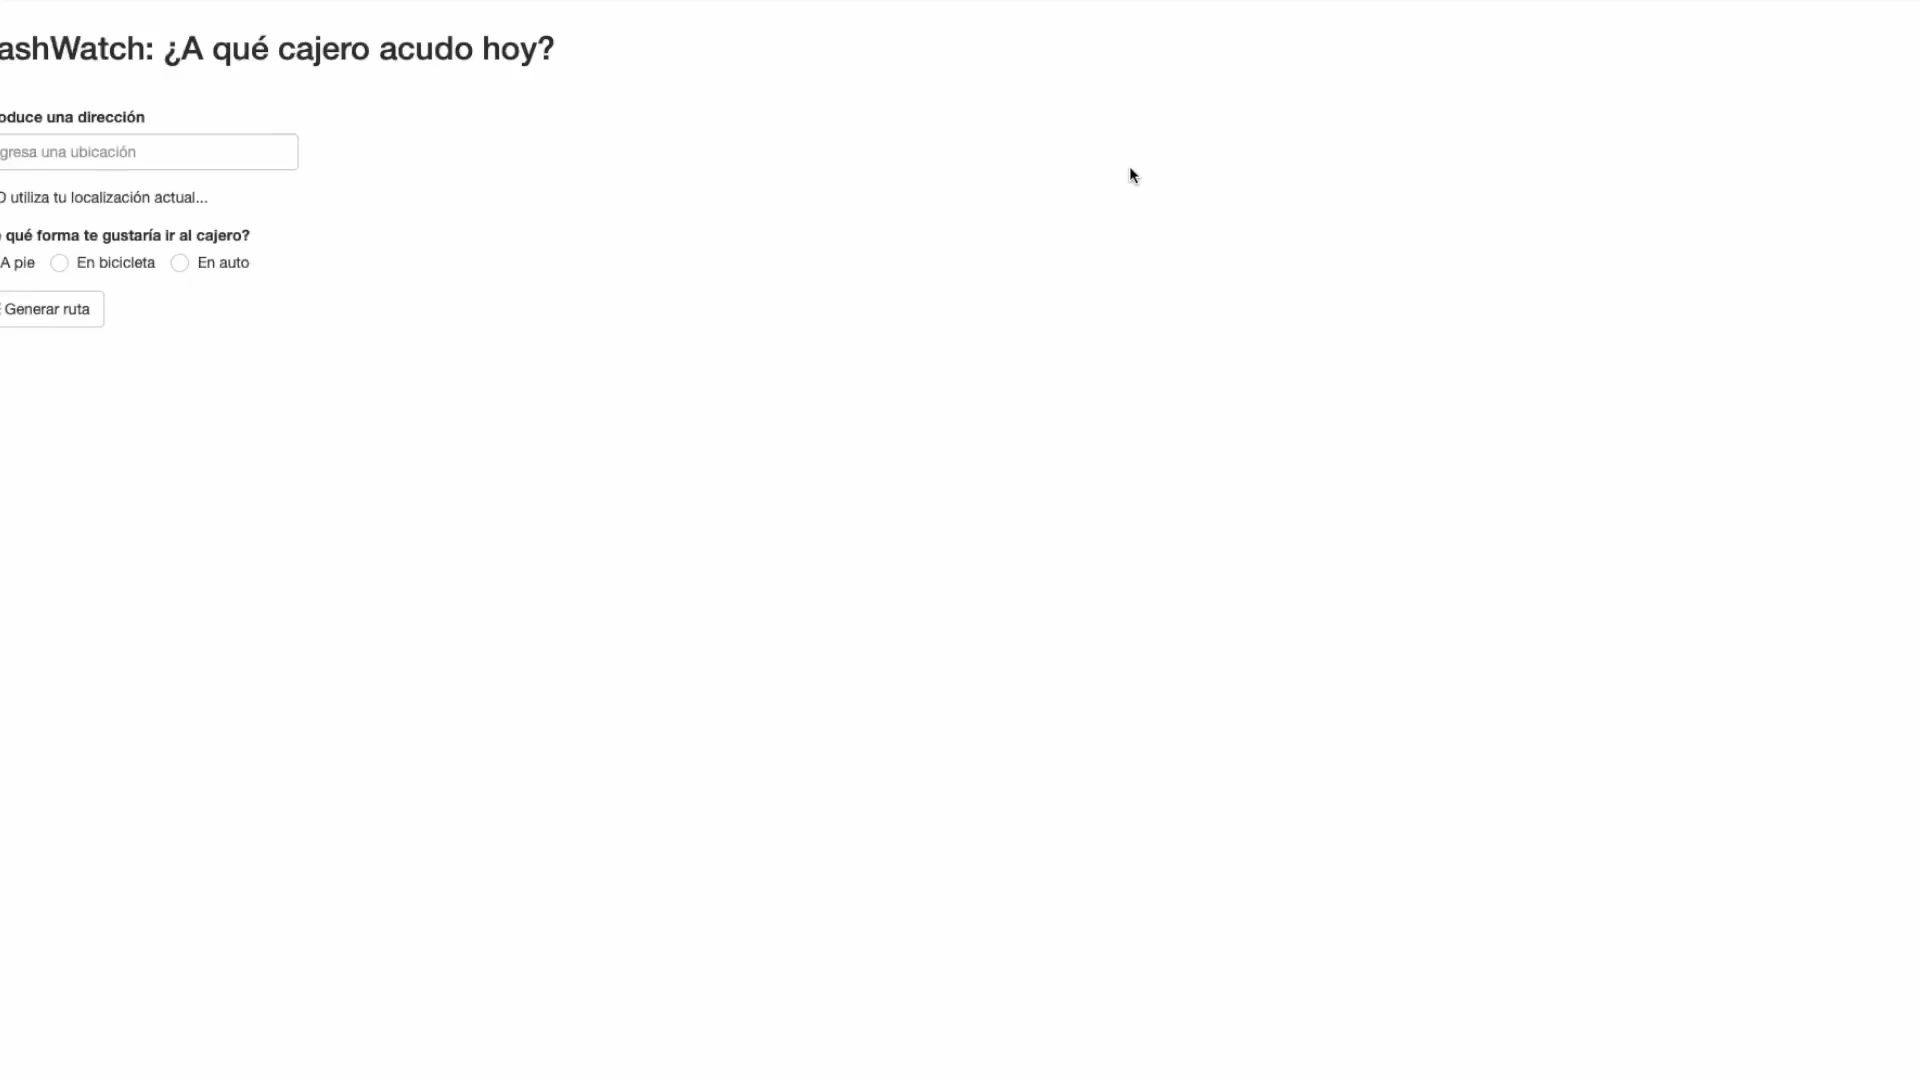 ashWatch: ¿A qué cajero acudo hoy?
oduce una dirección
gresa una ubicación
O utiliza tu localización actual...
qué forma te gustaría ir al cajero?
A pie En bicicleta En auto
Generar ruta